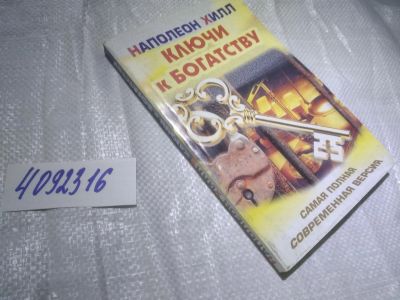 НАПОЛЕОН ХИЛЛ
КЛЮЧИ
К БОГАТСТВУ
САМАЯ ПОЛНАЯ
СОВРЕМЕННАЯ ВЕРСИЯ
4092316